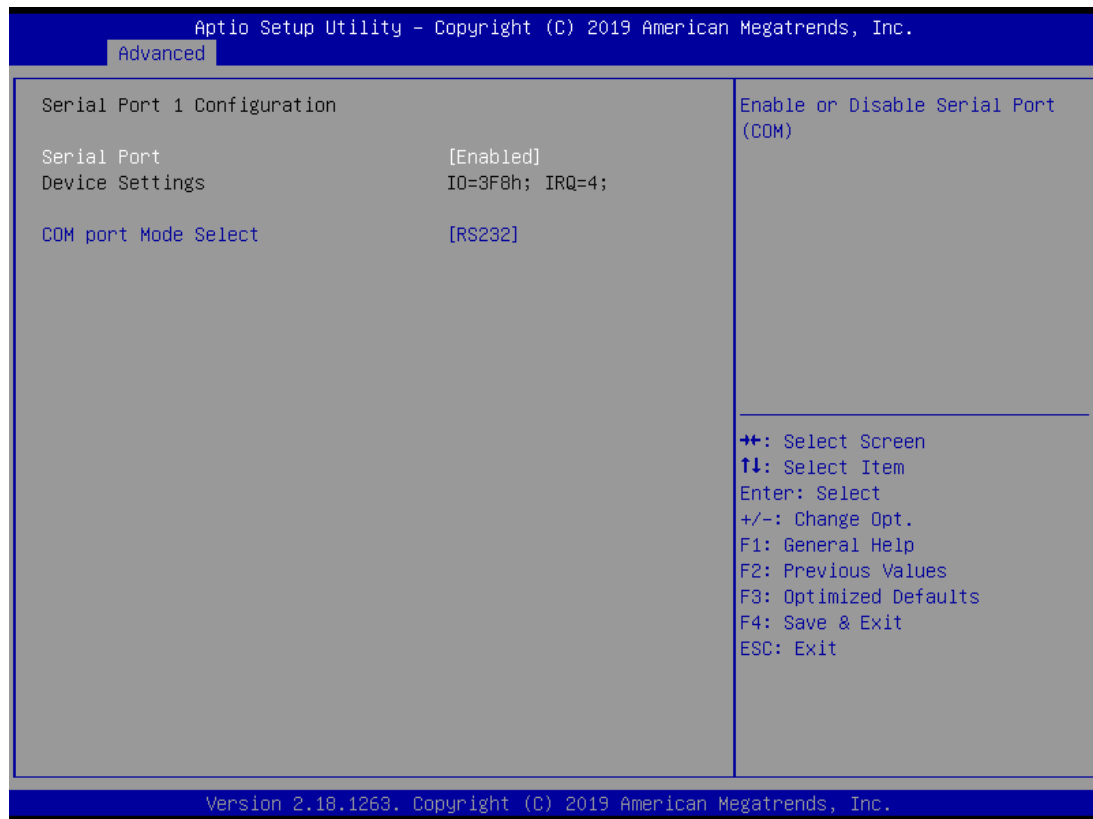 Aptio Setup Utility – Copyright (C) 2019 American Megatrends, Inc.
Advanced
Serial Port 1 Configuration
Serial Port [Enabled]
Device Settings IO=3F8h; IRQ=4;
COM port Mode Select [RS232]
Enable or Disable Serial Port
(COM)
→←: Select Screen
↑↓: Select Item
Enter: Select
+/-: Change Opt.
F1: General Help
F2: Previous Values
F3: Optimized Defaults
F4: Save & Exit
ESC: Exit
Version 2.18.1263. Copyright (C) 2019 American Megatrends, Inc.